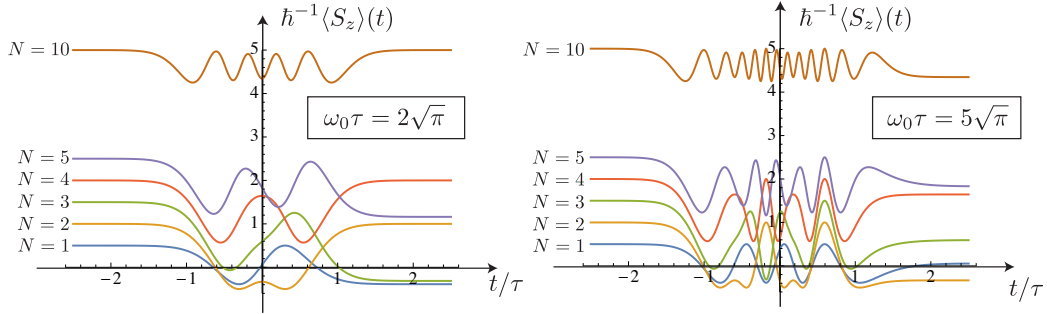 ħ⁻¹⟨S_z⟩(t)
N = 10
5
4
ω₀τ = 2√π
3
N = 5
N = 4
2
N = 3
N = 2
1
N = 1
−2 −1 1 2
t/τ
ħ⁻¹⟨S_z⟩(t)
N = 10
5
4
ω₀τ = 5√π
3
N = 5
N = 4
2
N = 3
N = 2
1
N = 1
−2 −1 1 2
t/τ